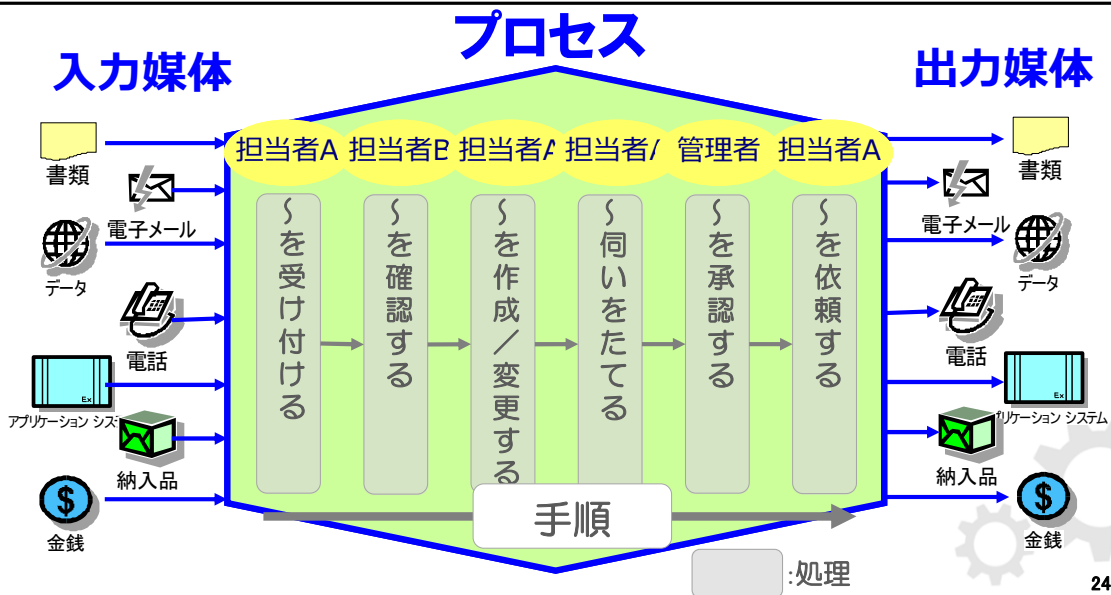 プロセス
入力媒体
出力媒体
書類
電子メール
データ
電話
アプリケーション シス
納入品
金銭
担当者A
担当者B
担当者A
担当者/
管理者
担当者A
～を受け付ける
～を確認する
～を作成／変更する
～伺いをたてる
～を承認する
～を依頼する
手順
:処理
書類
電子メール
データ
電話
Ex
Ex
プリケーション システム
納入品
金銭
$
$
24